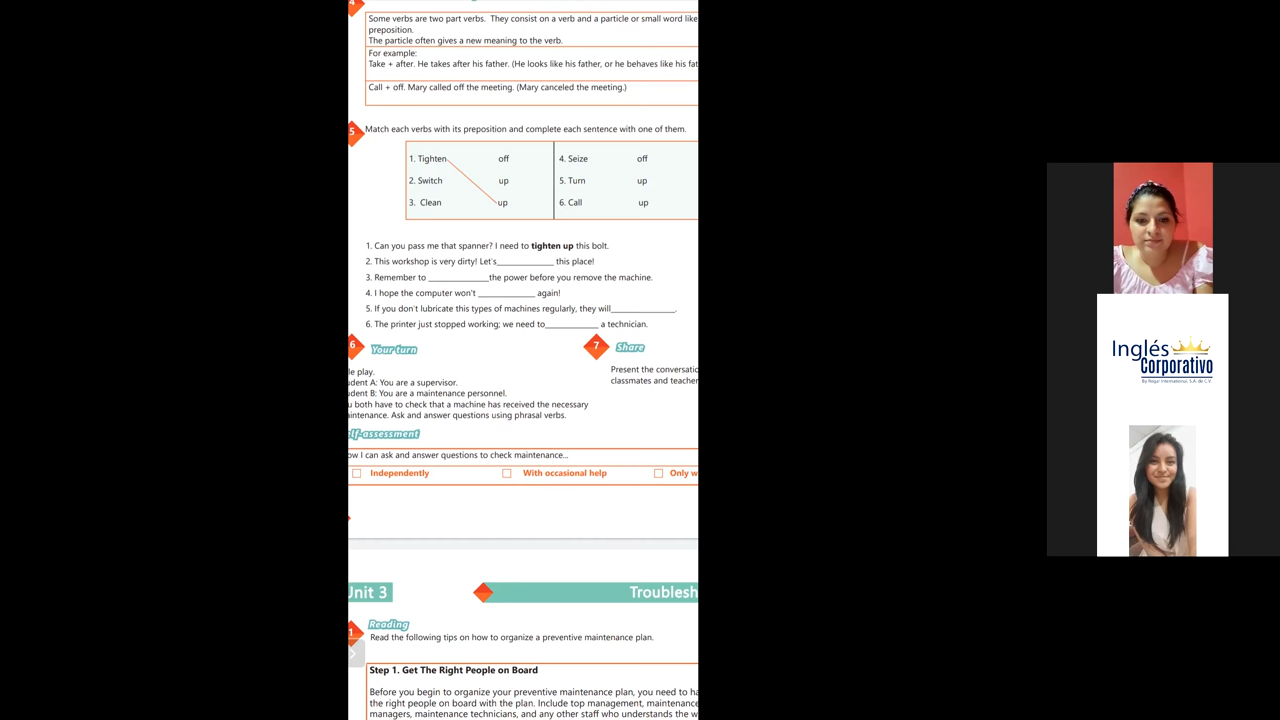 4
Some verbs are two part verbs. They consist on a verb and a particle or small word like
preposition.
The particle often gives a new meaning to the verb.
For example:
Take + after. He takes after his father. (He looks like his father, or he behaves like his fat
Call + off. Mary called off the meeting. (Mary canceled the meeting.)
5 Match each verbs with its preposition and complete each sentence with one of them.
1. Tighten off 4. Seize off
2. Switch up 5. Turn up
3. Clean up 6. Call up
1. Can you pass me that spanner? I need to tighten up this bolt.
2. This workshop is very dirty! Let's_____________ this place!
3. Remember to ______________the power before you remove the machine.
4. I hope the computer won't _____________ again!
5. If you don't lubricate this types of machines regularly, they will_______________.
6. The printer just stopped working; we need to____________ a technician.
6 Your turn
le play.
udent A: You are a supervisor.
udent B: You are a maintenance personnel.
u both have to check that a machine has received the necessary
aintenance. Ask and answer questions using phrasal verbs.
7 Share
Present the conversatio
classmates and teacher
elf-assessment
ow I can ask and answer questions to check maintenance...
Independently With occasional help Only w
Unit 3 Troublesh
1 Reading
Read the following tips on how to organize a preventive maintenance plan.
Step 1. Get The Right People on Board
Before you begin to organize your preventive maintenance plan, you need to ha
the right people on board with the plan. Include top management, maintenance
managers, maintenance technicians, and any other staff who understands the w
Inglés
Corporativo
By Regar International, S.A. de C.V.